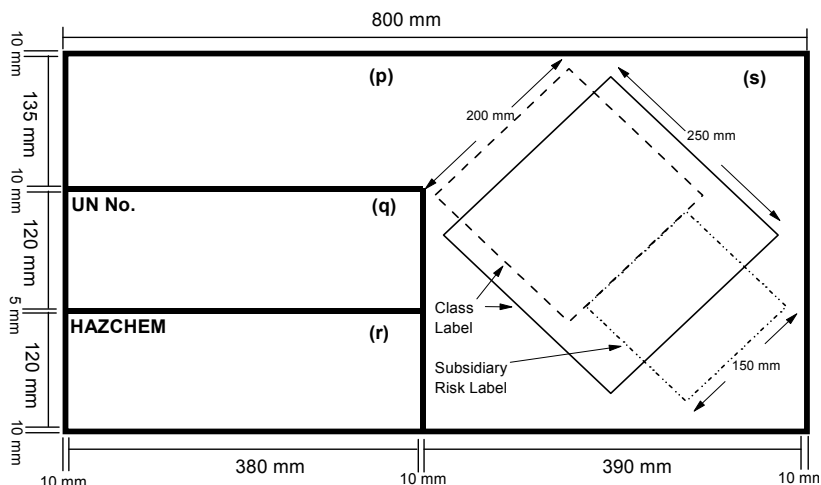 800 mm
10 mm
(p)
(s)
135 mm
200 mm
250 mm
10 mm
UN No.
(q)
120 mm
5 mm
HAZCHEM
(r)
Class
Label
120 mm
Subsidiary
Risk Label
150 mm
10 mm
380 mm
390 mm
10 mm
10 mm
10 mm